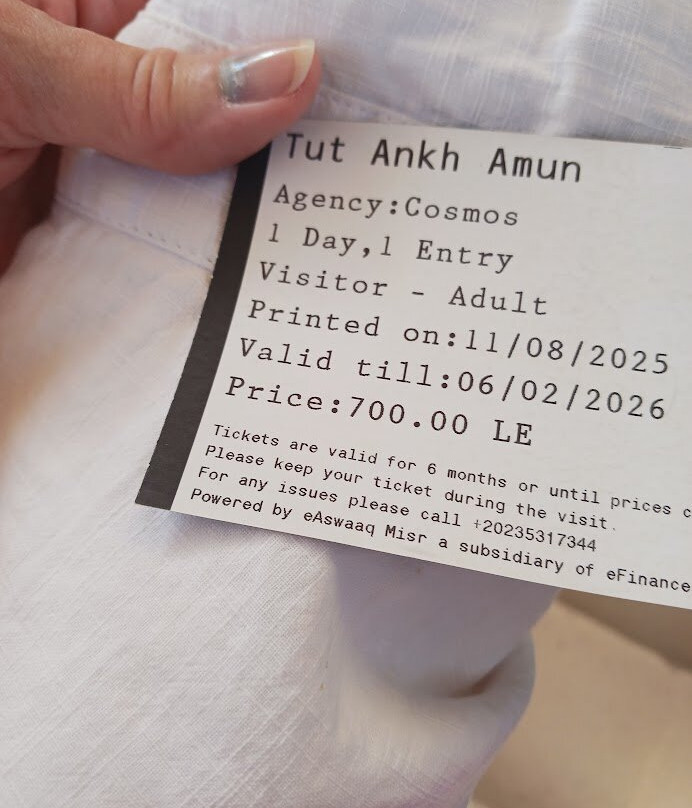 Tut Ankh Amun
Agency:Cosmos
1 Day,1 Entry
Visitor - Adult
Printed on:11/08/2025
Valid till:06/02/2026
Price:700.00 LE
Tickets are valid for 6 months or until prices
Please keep your ticket during the visit.
For any issues please call +20235317344
Powered by eAswaaq Misr a subsidiary of eFinance